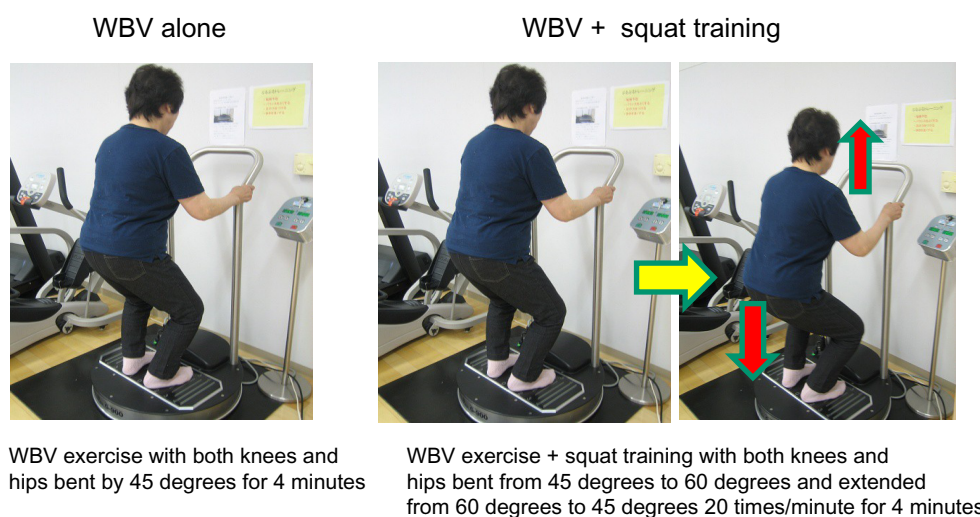 WBV alone
WBV + squat training
WBV exercise with both knees and
hips bent by 45 degrees for 4 minutes
WBV exercise + squat training with both knees and
hips bent from 45 degrees to 60 degrees and extended
from 60 degrees to 45 degrees 20 times/minute for 4 minutes